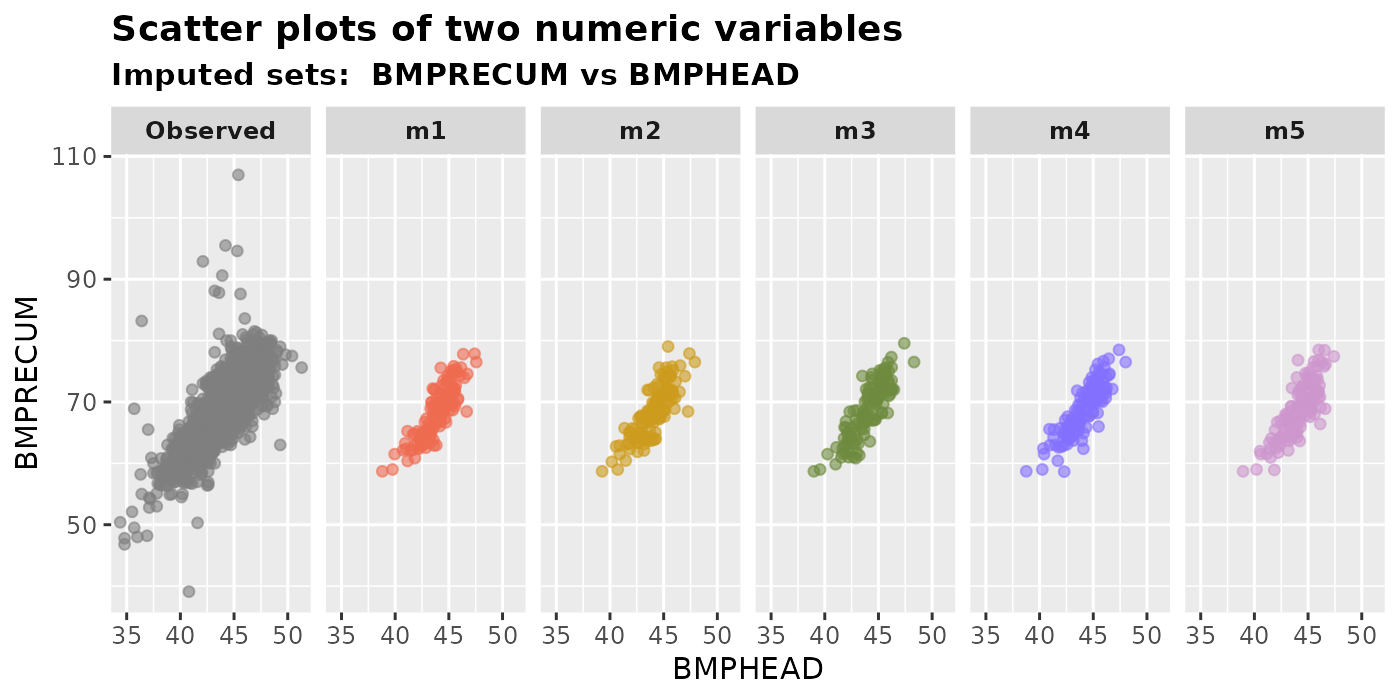 Scatter plots of two numeric variables
Imputed sets:  BMPRECUM vs BMPHEAD
Observed m1 m2 m3 m4 m5
110
90
70
50
BMPRECUM
35 40 45 50 35 40 45 50 35 40 45 50 35 40 45 50 35 40 45 50 35 40 45 50
BMPHEAD